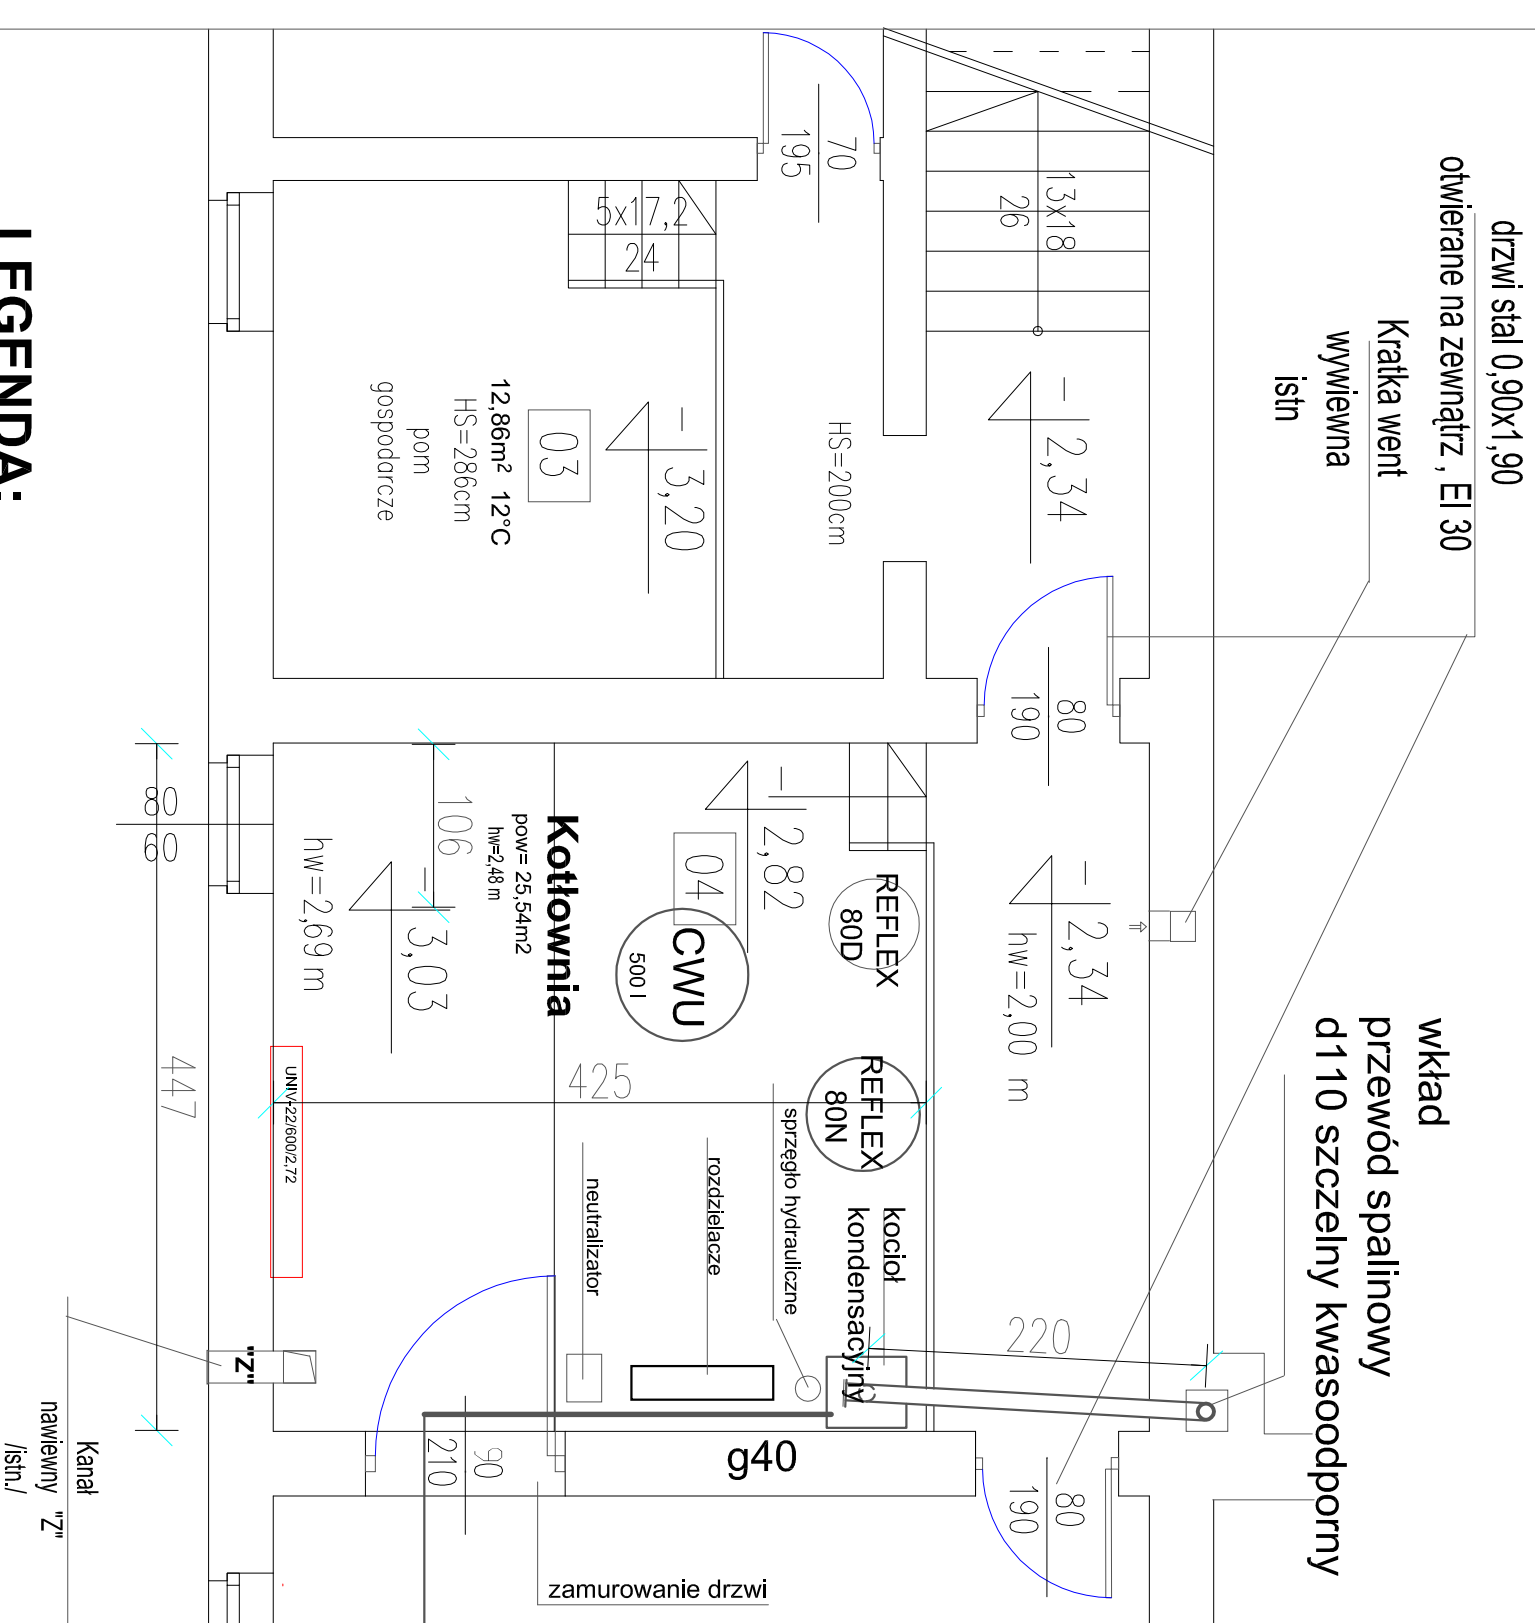 drzwi stal 0,90x1,90
otwierane na zewnątrz , EI 30
Kratka went
wywiewna
istn
wkład
przewód spalinowy
d110 szczelny kwasoodporny
13x18
26
70
195
5x17,2
24
HS=200cm
2,34
3,20
03
12,86m² 12°C
HS=286cm
pom
gospodarcze
LEGENDA:
80
190
2,34
hw=2,00 m
REFLEX
80D
2,82
04
CWU
500 l
Kotłownia
pow= 25,54m2
hw=2,48 m
106
3,03
hw=2,69 m
80
60
447
425
UNIV-22/600/2,72
REFLEX
80N
sprzęgło hydrauliczne
rozdzielacze
neutralizator
kocioł
kondensacyjny
220
"Z"
Kanał
nawiewny "Z"
/istn./
90
210
g40
80
190
zamurowanie drzwi